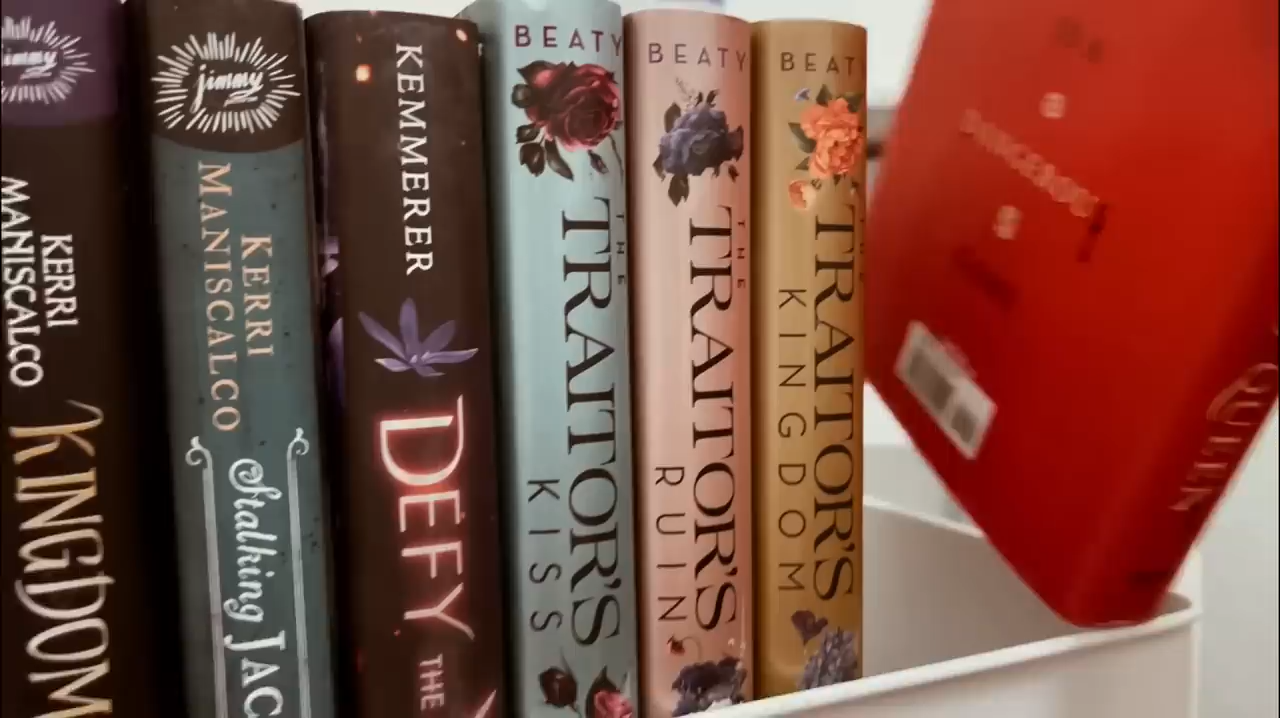 jimmy
KERRI
MANISCALCO
KINGDOM
jimmy
KERRI
MANISCALCO
Stalking JAC
KEMMERER
DEFY
THE
BEATY
THE
TRAITOR'S
KISS
BEATY
THE
TRAITOR'S
RUIN
BEATY
THE
TRAITOR'S
KINGDOM
QUEEN